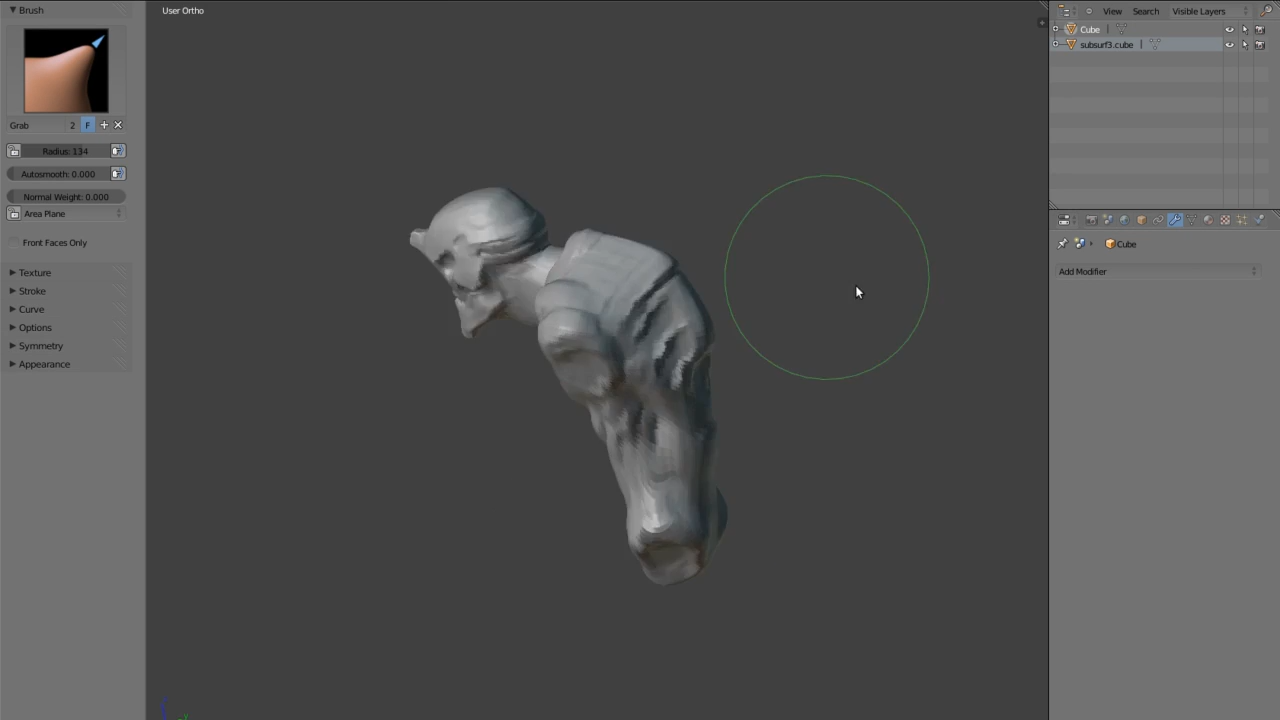 Brush
User Ortho
View Search Visible Layers
Cube
subsurf3.cube
Grab 2 F
Radius: 134
Autosmooth: 0.000
Normal Weight: 0.000
Area Plane
Front Faces Only
Cube
Texture
Add Modifier
Stroke
Curve
Options
Symmetry
Appearance
Y